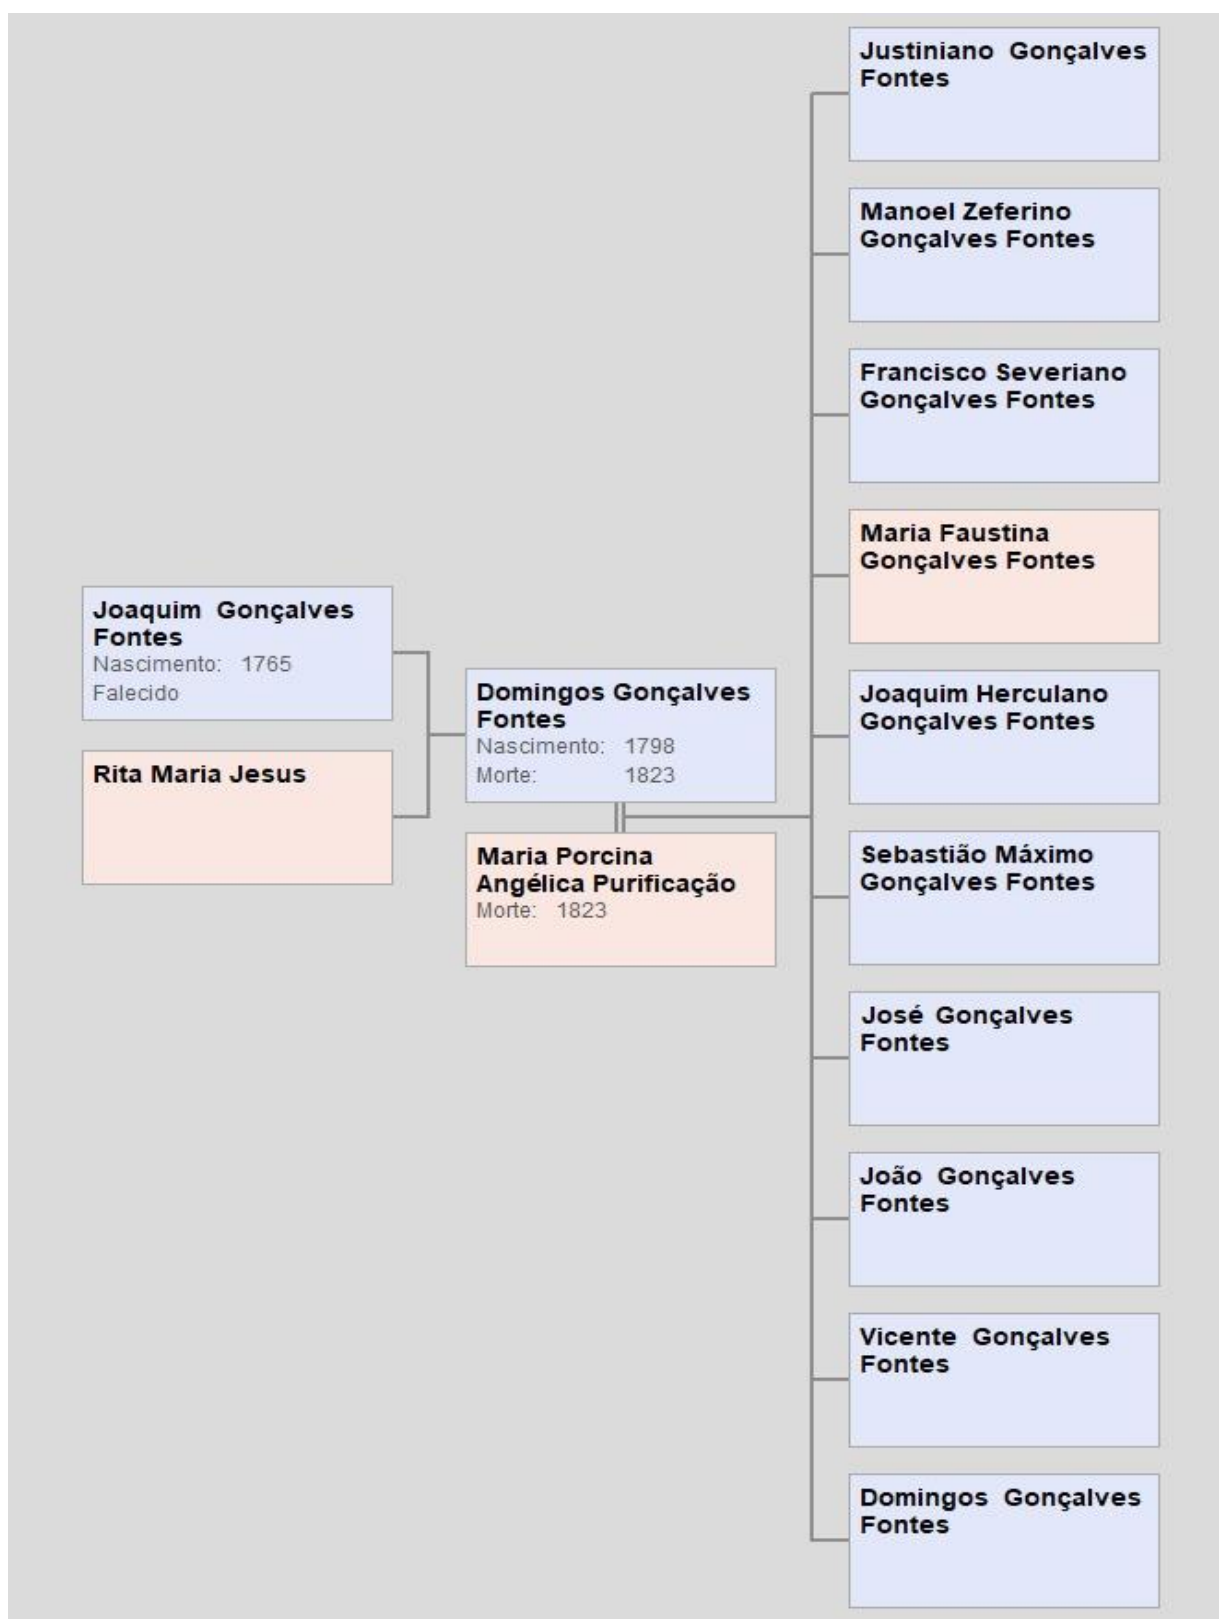 Justiniano Gonçalves
Fontes
Manoel Zeferino
Gonçalves Fontes
Francisco Severiano
Gonçalves Fontes
Maria Faustina
Gonçalves Fontes
Joaquim Gonçalves
Fontes
Nascimento: 1765
Falecido
Rita Maria Jesus
Domingos Gonçalves
Fontes
Nascimento: 1798
Morte: 1823
Maria Porcina
Angélica Purificação
Morte: 1823
Joaquim Herculano
Gonçalves Fontes
Sebastião Máximo
Gonçalves Fontes
José Gonçalves
Fontes
João Gonçalves
Fontes
Vicente Gonçalves
Fontes
Domingos Gonçalves
Fontes